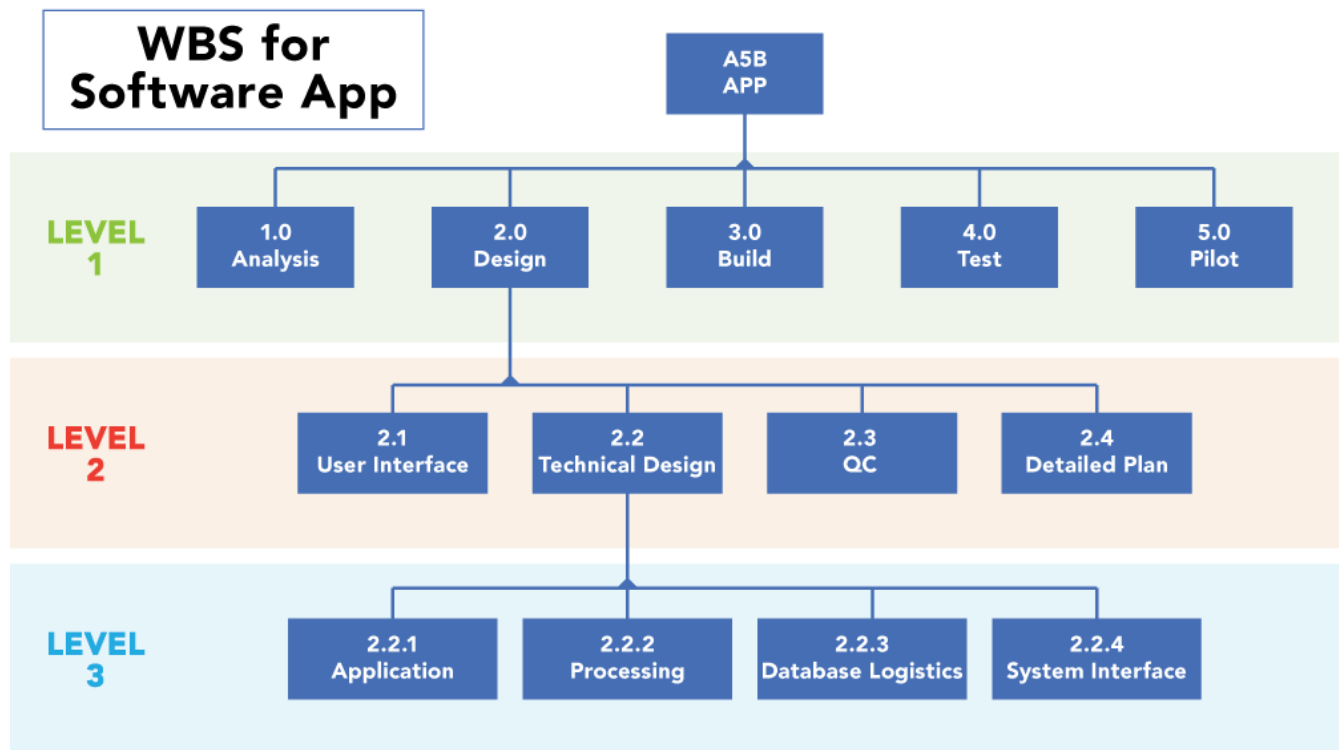 WBS for
Software App
A5B
APP
LEVEL
1
1.0
Analysis
2.0
Design
3.0
Build
4.0
Test
5.0
Pilot
LEVEL
2
2.1
User Interface
2.2
Technical Design
2.3
QC
2.4
Detailed Plan
LEVEL
3
2.2.1
Application
2.2.2
Processing
2.2.3
Database Logistics
2.2.4
System Interface